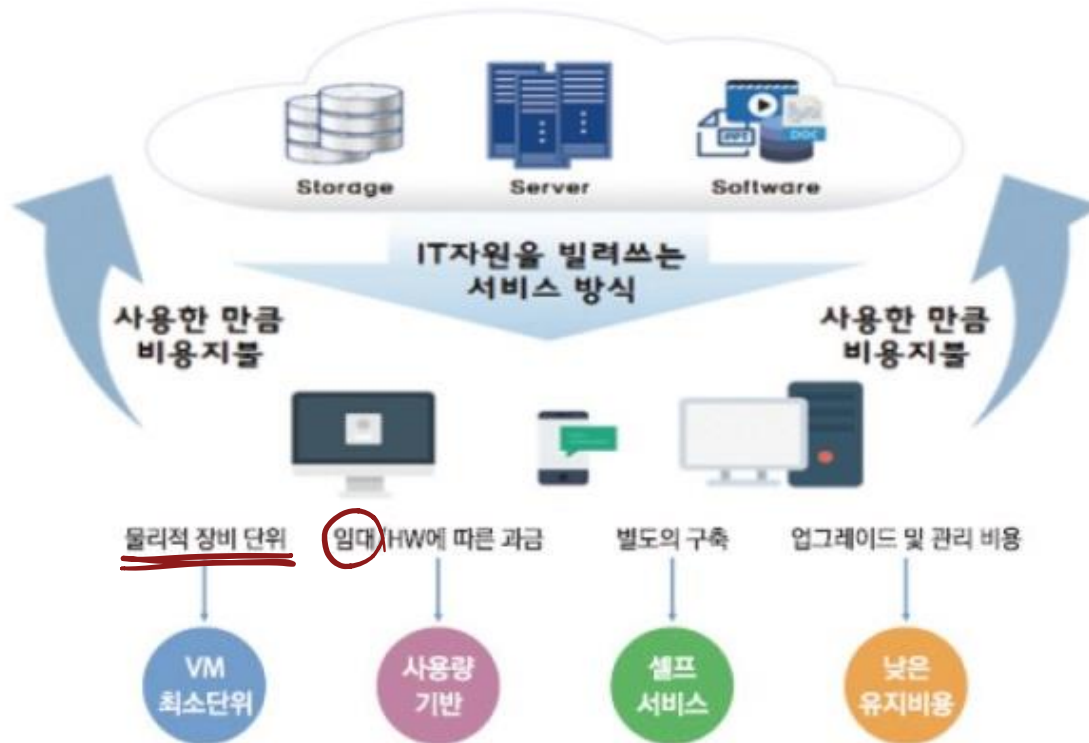 PPT
DOC
Storage
Server
Software
IT자원을 빌려쓰는
서비스 방식
사용한 만큼
비용지불
사용한 만큼
비용지불
물리적 장비 단위
임대/HW에 따른 과금
별도의 구축
업그레이드 및 관리 비용
VM
최소단위
사용량
기반
셀프
서비스
낮은
유지비용